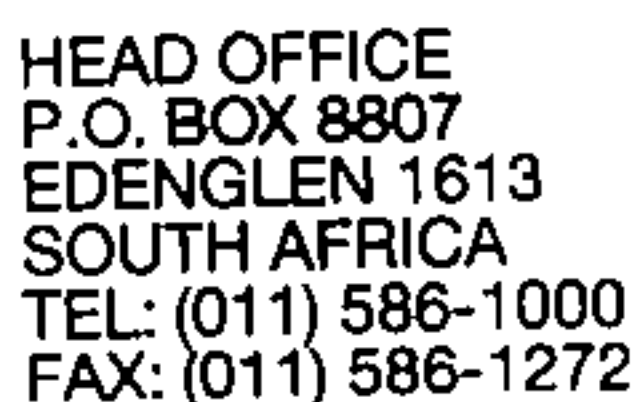 HEAD OFFICE
P.O. BOX 8807
EDENGLEN 1613
SOUTH AFRICA
TEL: (011) 586-1000
FAX: (011) 586-1272